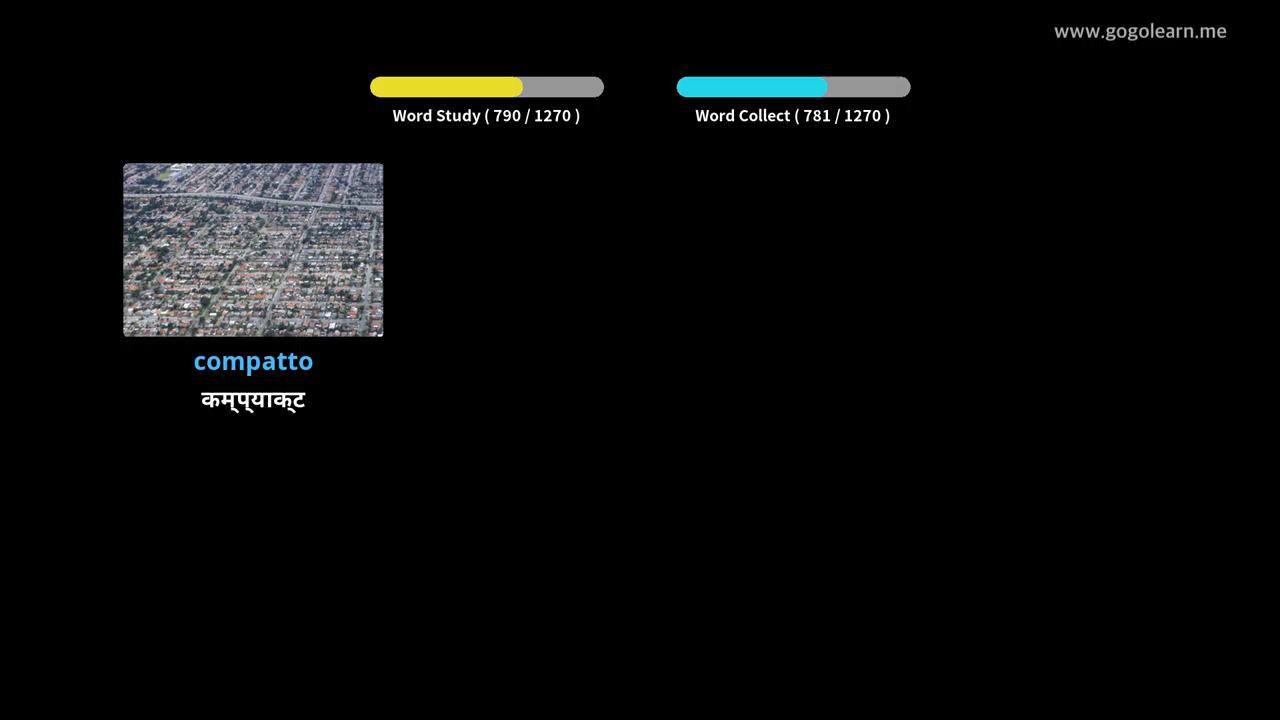 www.gogolearn.me
Word Study ( 790 / 1270 )
Word Collect ( 781 / 1270 )
compatto
कम्प्याक्ट